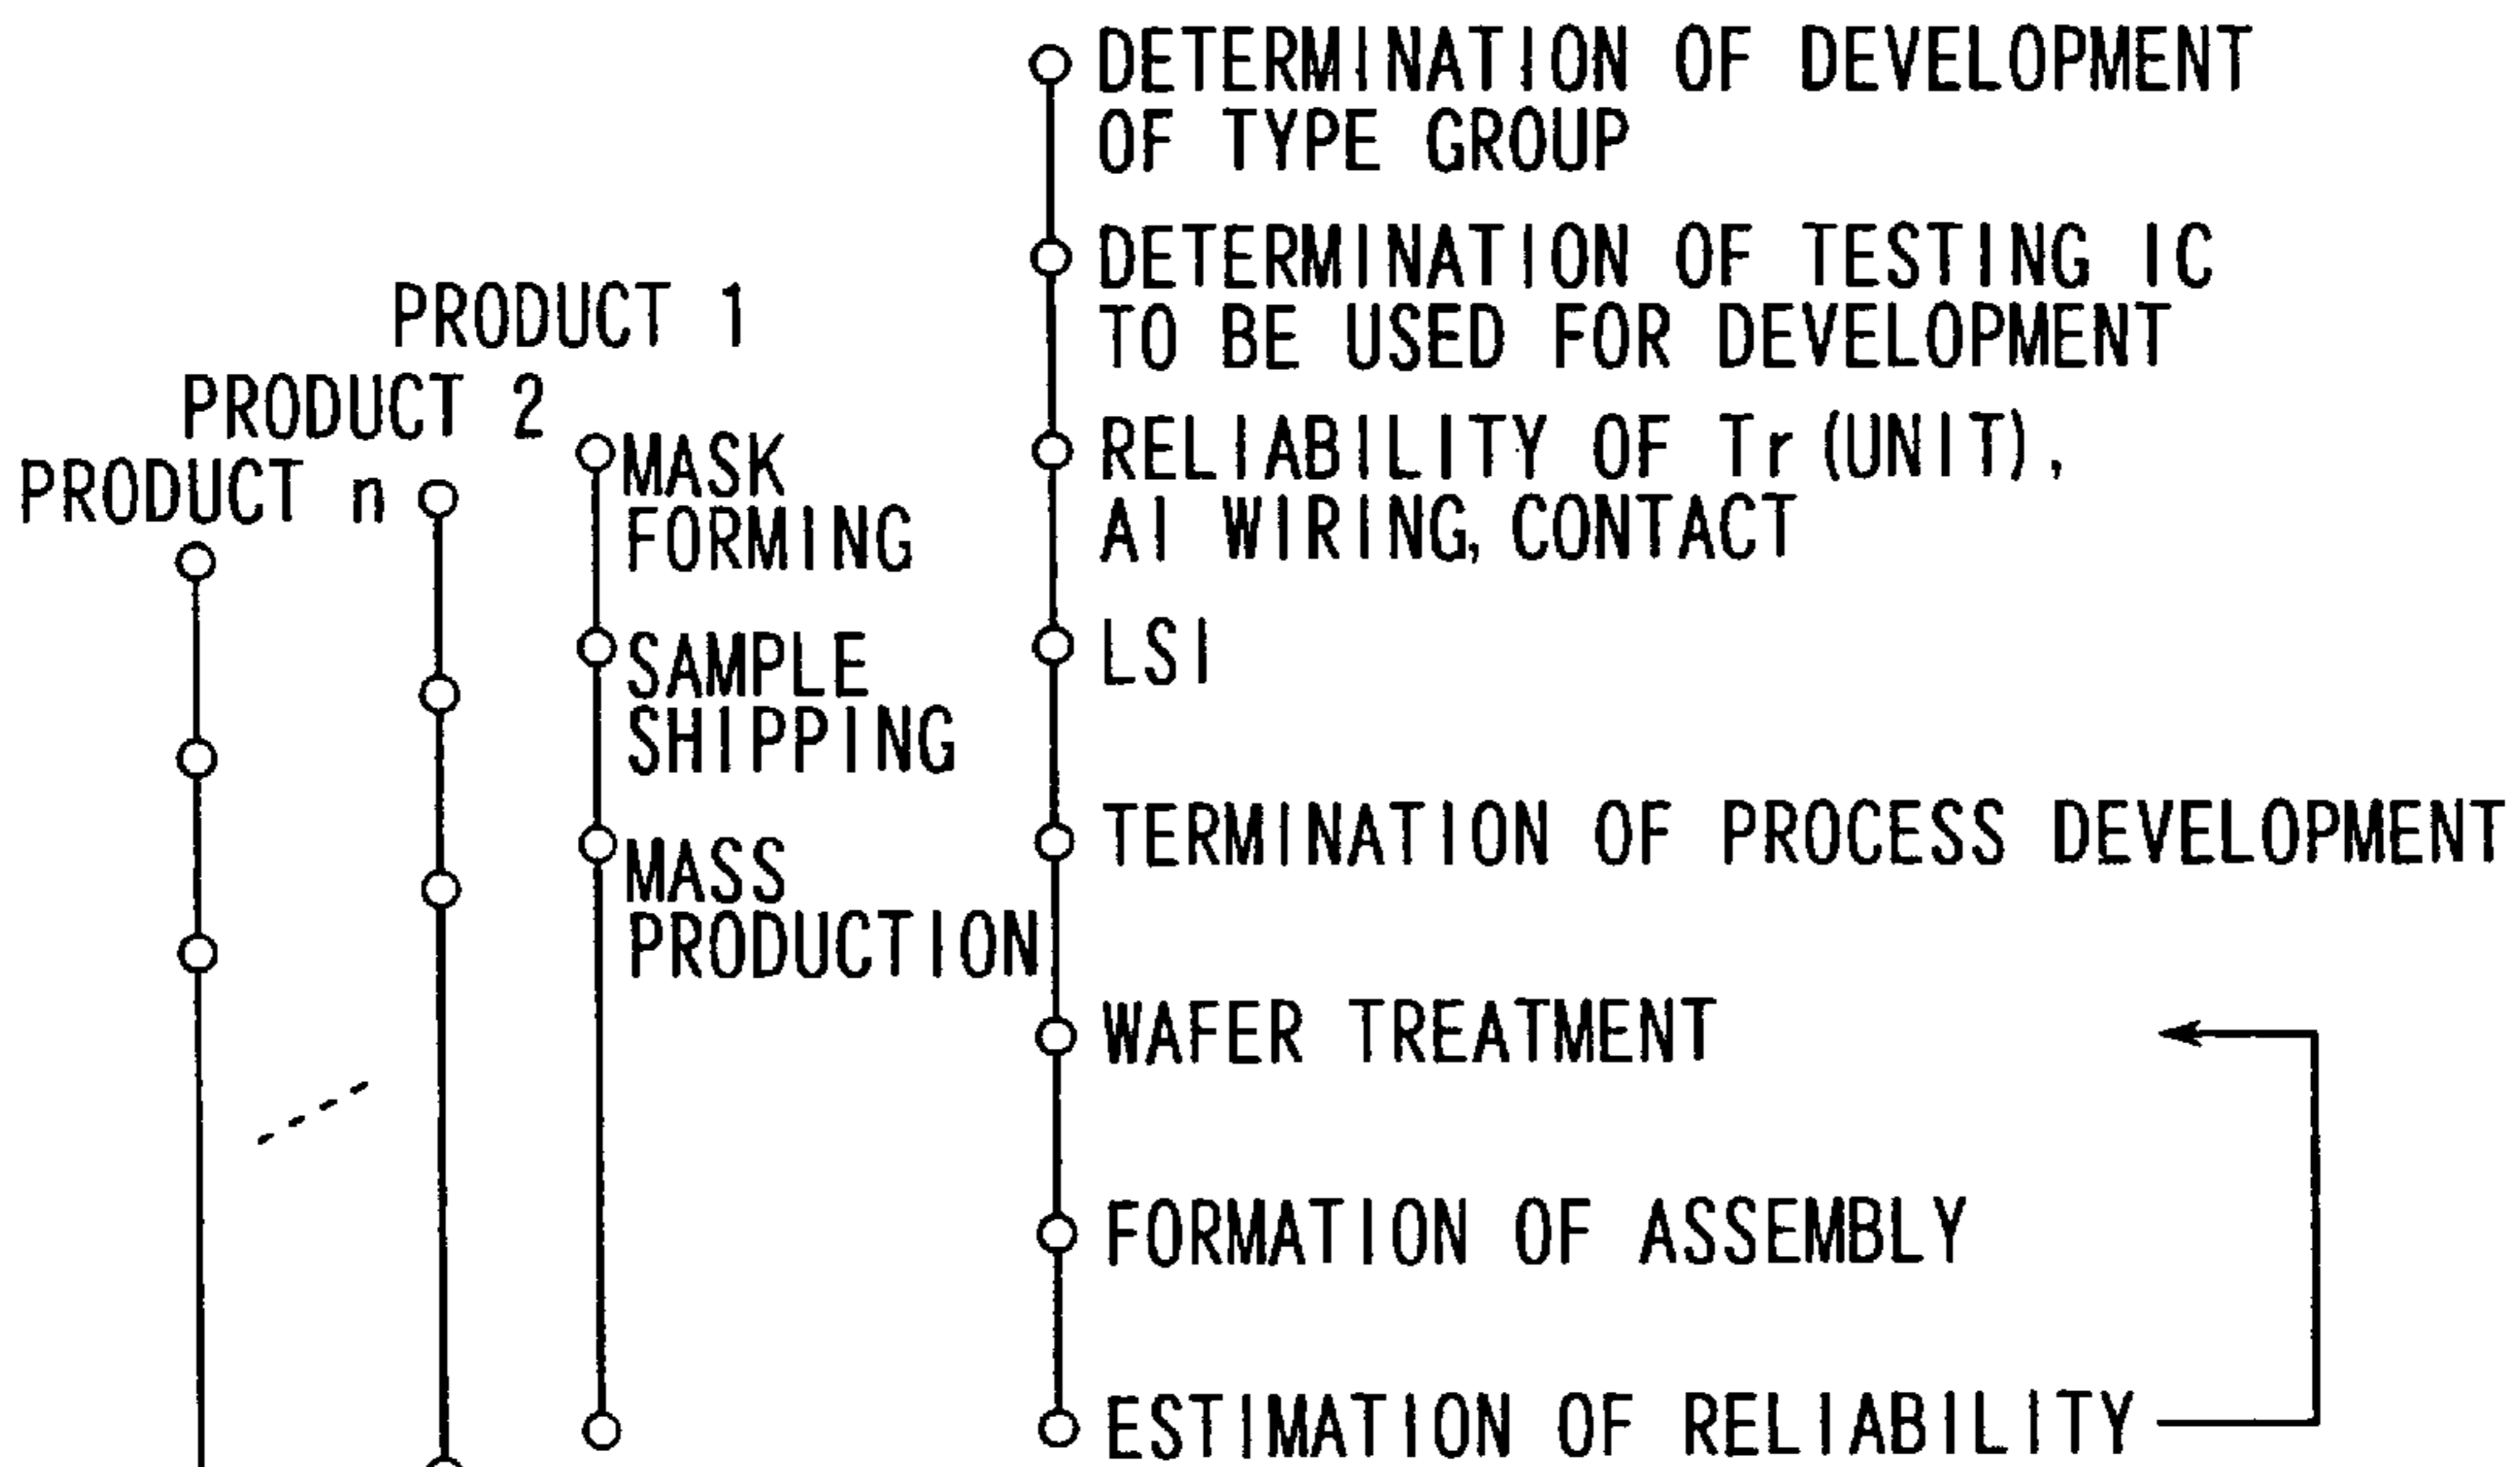 PRODUCT 1
PRODUCT 2
PRODUCT n
MASK
FORMING
SAMPLE
SHIPPING
MASS
PRODUCTION
DETERMINATION OF DEVELOPMENT
OF TYPE GROUP
DETERMINATION OF TESTING IC
TO BE USED FOR DEVELOPMENT
RELIABILITY OF Tr (UNIT),
Al WIRING, CONTACT
LSI
TERMINATION OF PROCESS DEVELOPMENT
WAFER TREATMENT
FORMATION OF ASSEMBLY
ESTIMATION OF RELIABILITY